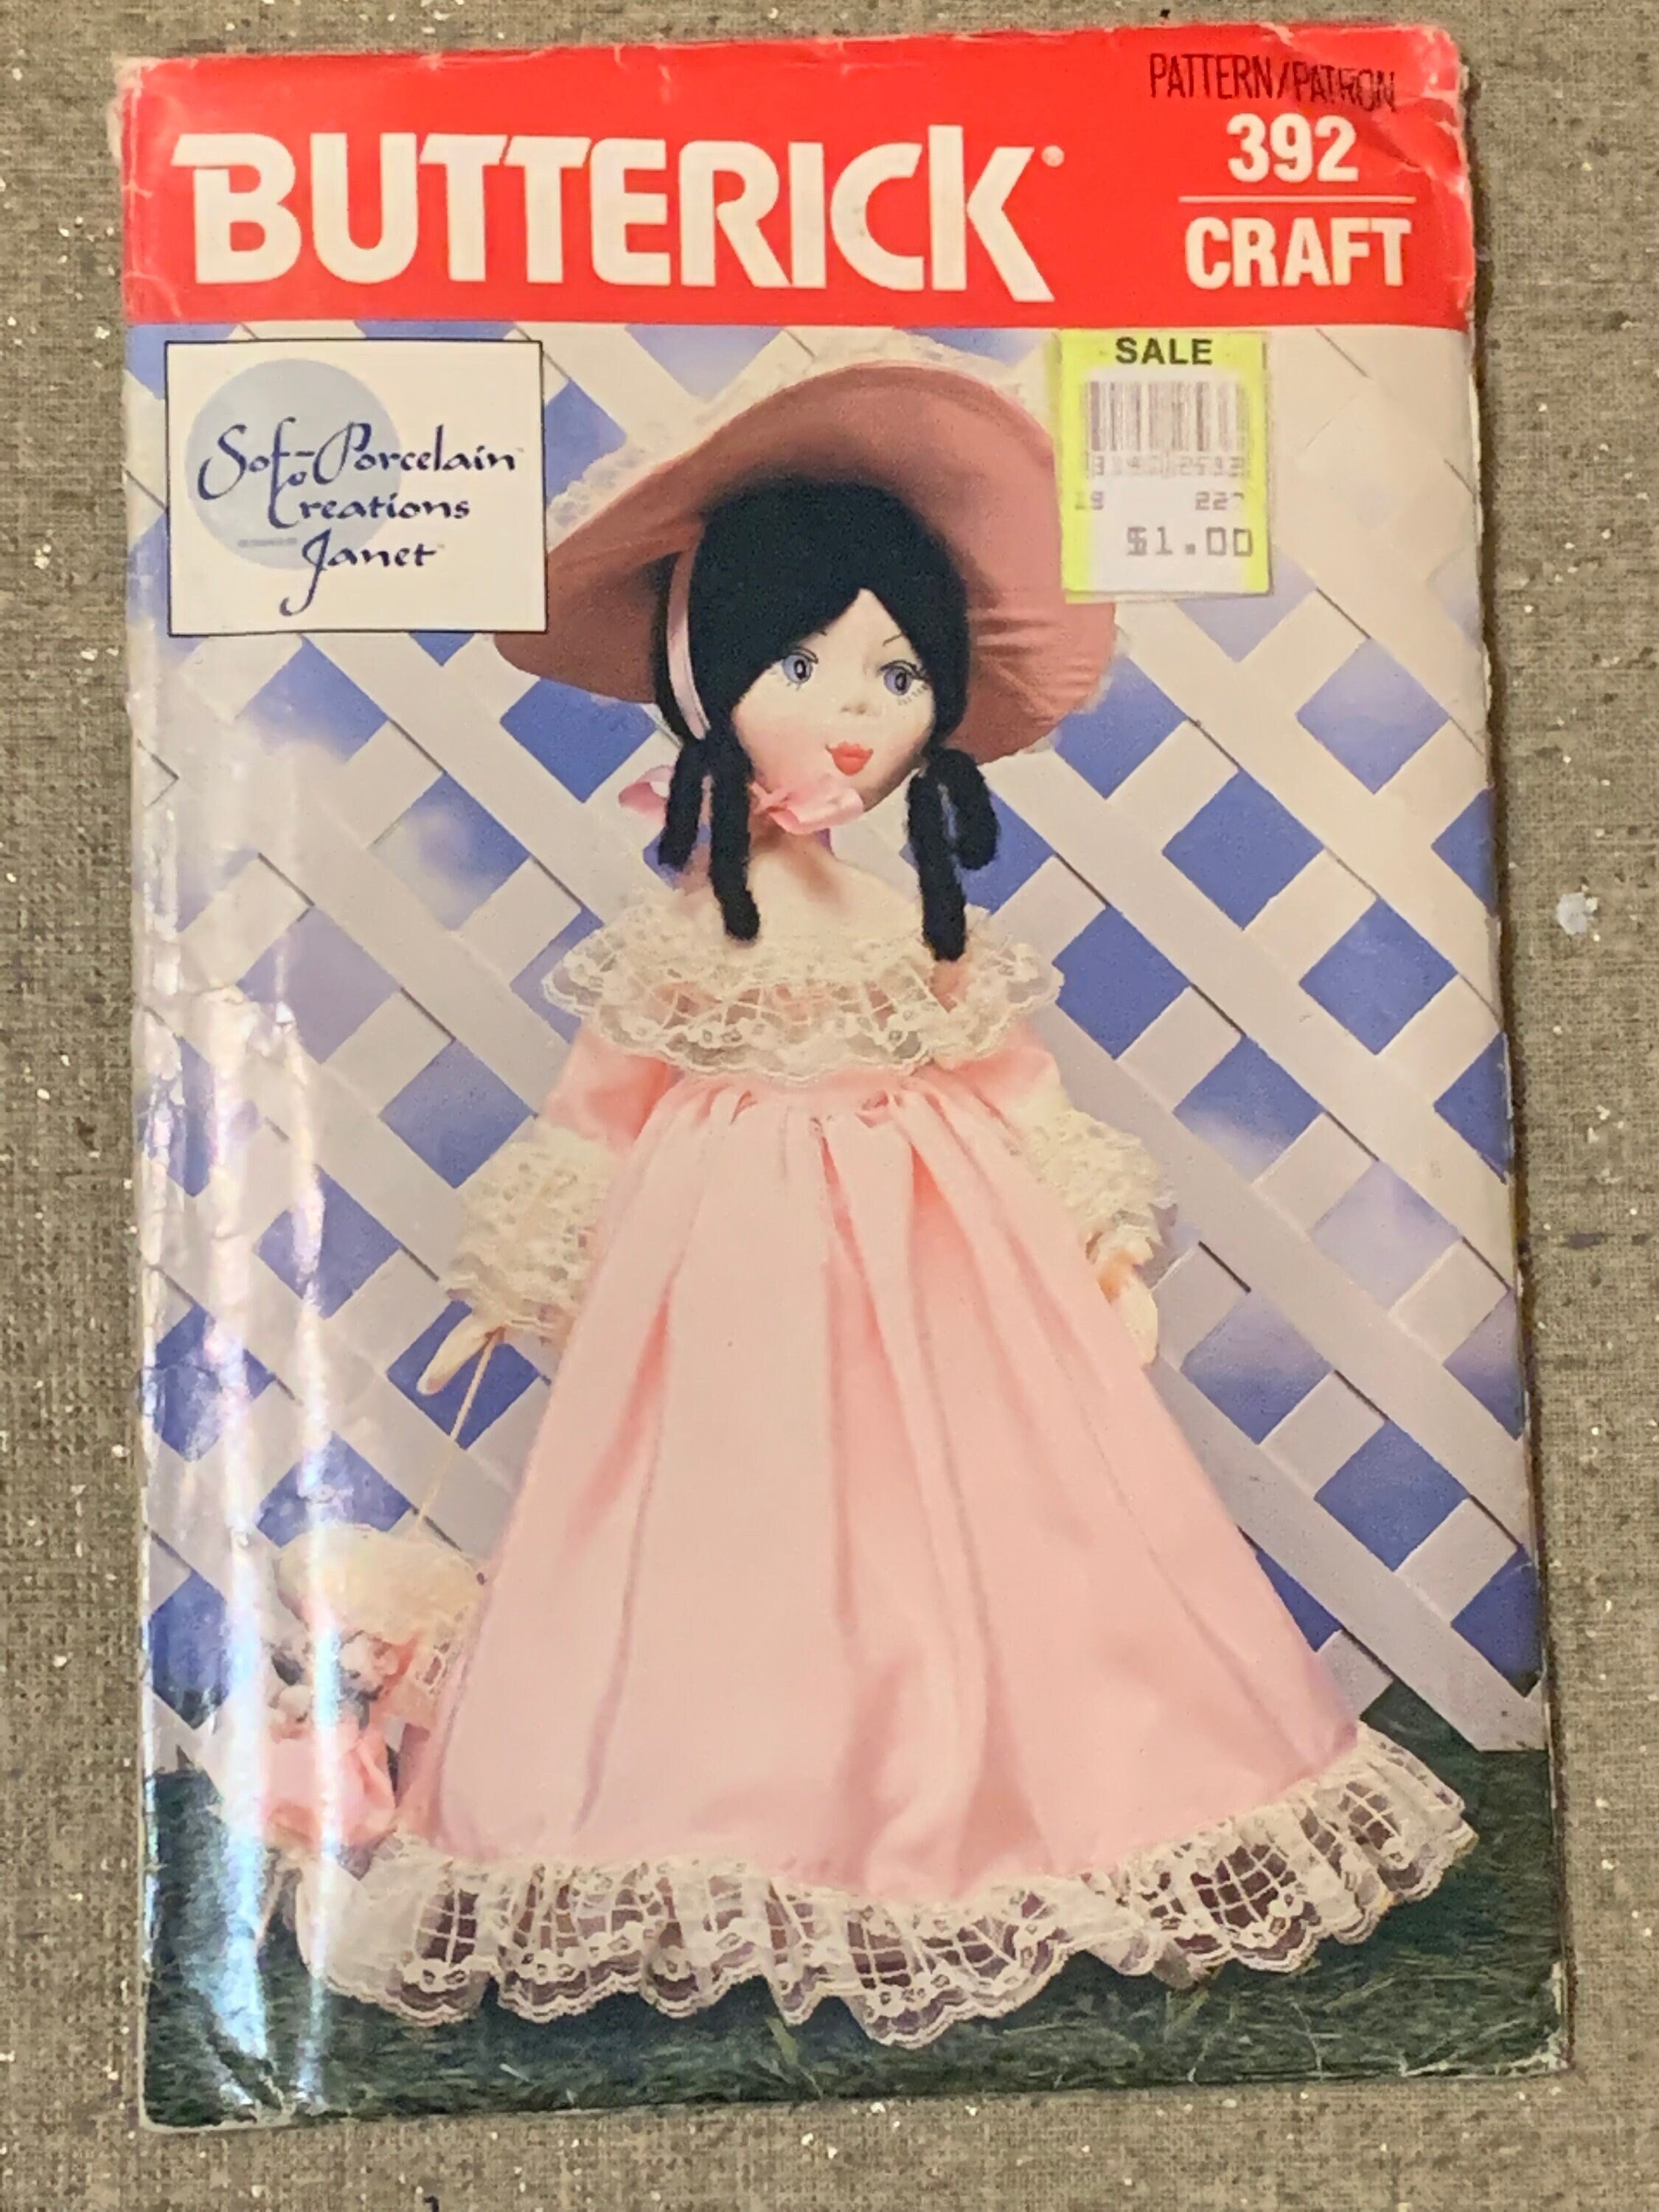 PATTERN/PATRON
BUTTERICK®
392
CRAFT
Sof-Porcelain
Creations
Janet
SALE
$1.00